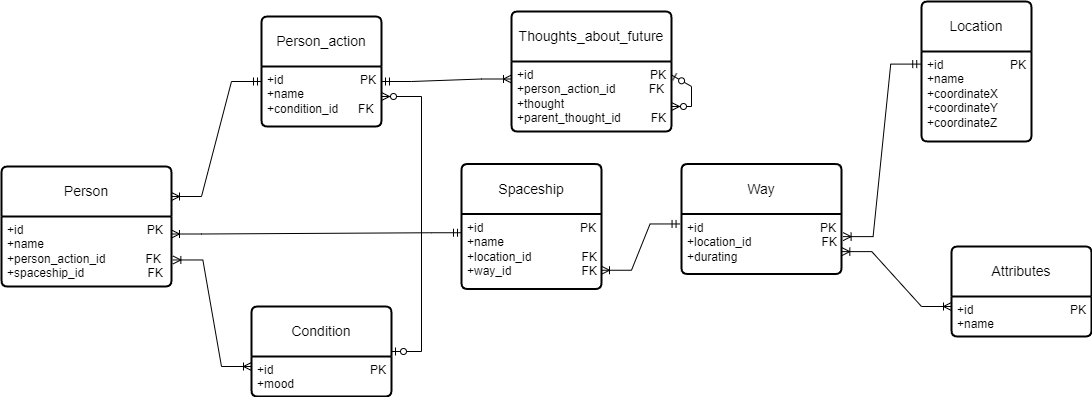 Person_action
+id PK
+name
+condition_id FK
Thoughts_about_future
+id PK
+person_action_id FK
+thought
+parent_thought_id FK
Location
+id PK
+name
+coordinateX
+coordinateY
+coordinateZ
Person
+id PK
+name
+person_action_id FK
+spaceship_id FK
Spaceship
+id PK
+name
+location_id FK
+way_id FK
Way
+id PK
+location_id FK
+durating
Attributes
+id PK
+name
Condition
+id PK
+mood